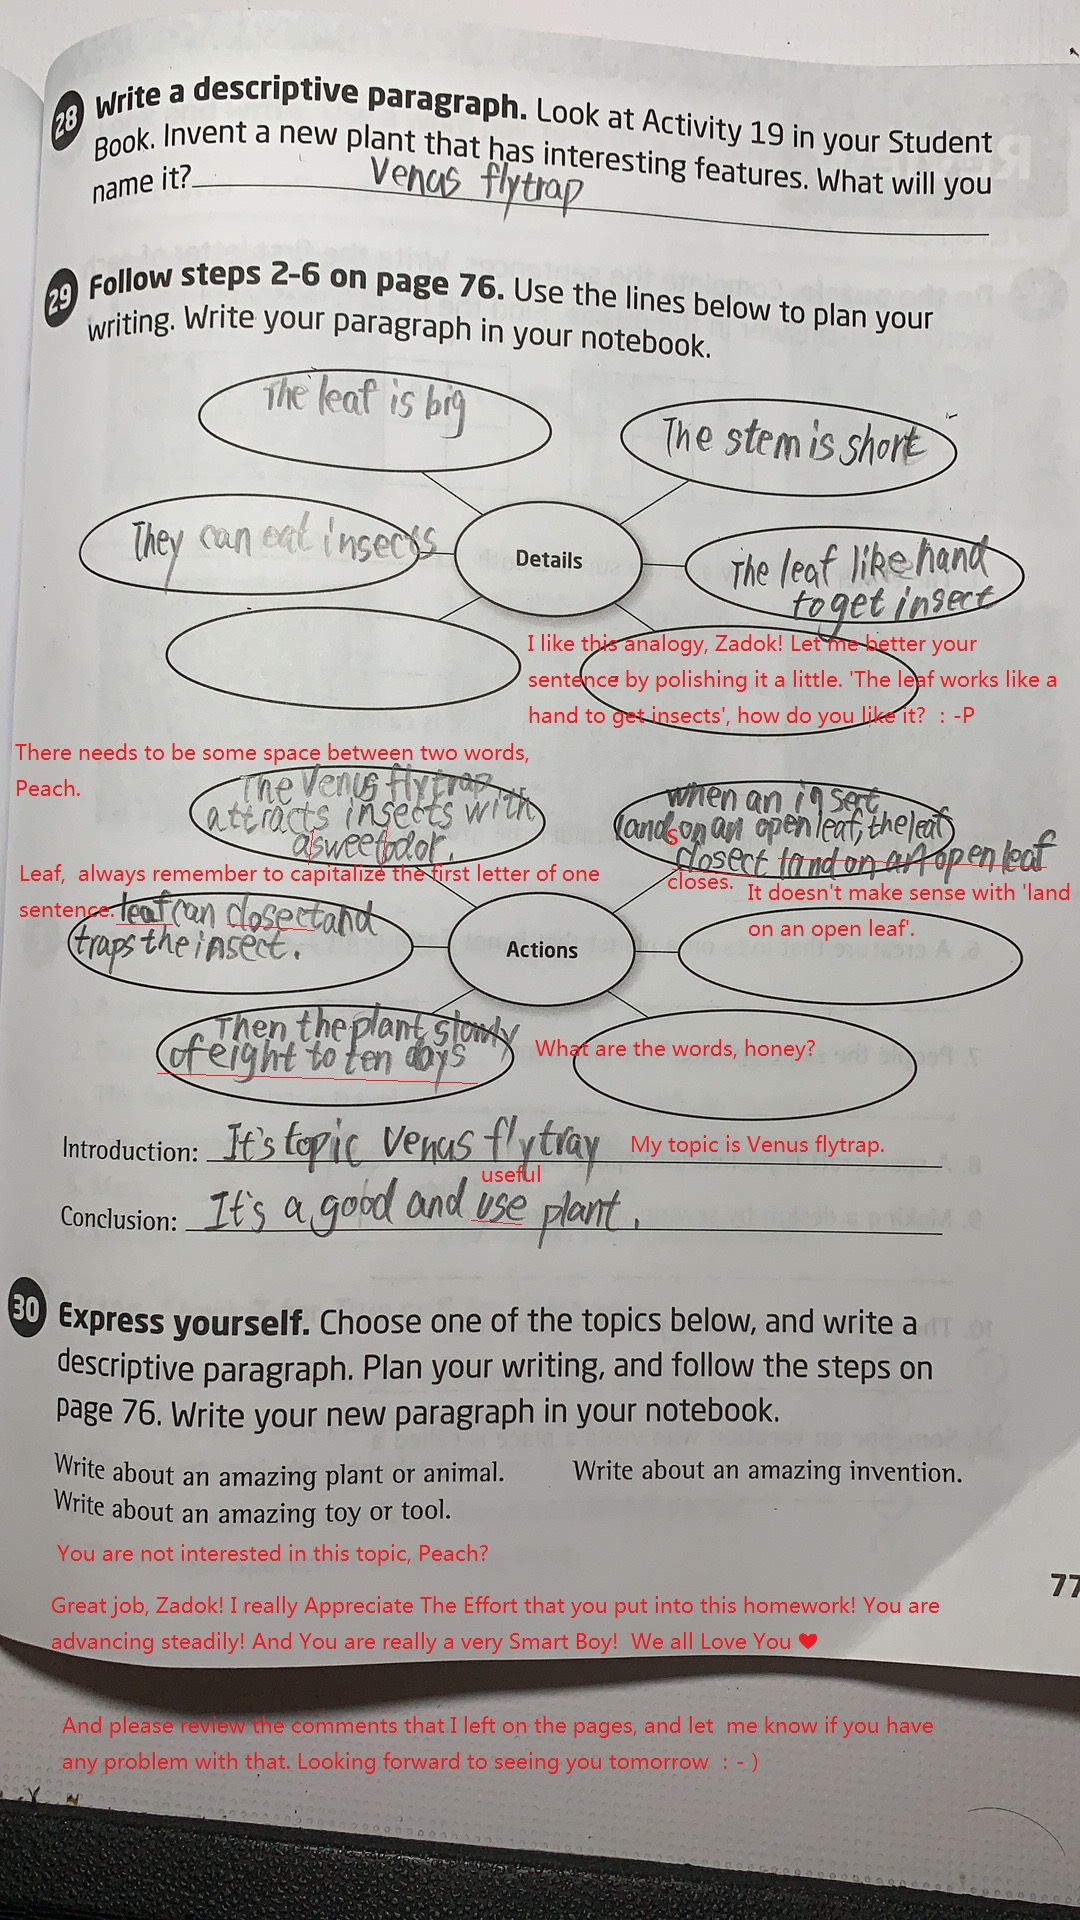 28 Write a descriptive paragraph. Look at Activity 19 in your Student
Book. Invent a new plant that has interesting features. What will you
name it? Venus flytrap
29 Follow steps 2-6 on page 76. Use the lines below to plan your
writing. Write your paragraph in your notebook.
The leaf is big
The stem is short
They can eat insects
Details
The leaf like hand
to get insect
I like this analogy, Zadok! Let me better your
sentence by polishing it a little. 'The leaf works like a
hand to get insects', how do you like it? : -P
There needs to be some space between two words,
Peach.
The Venus flytrap
attracts insects with
a sweet odor.
when an insect
lands on an open leaf, the leaf
closect land on an open leaf
closes. It doesn't make sense with 'land
on an open leaf'.
Leaf, always remember to capitalize the first letter of one
sentence.
leaf can closect and
traps the insect.
Actions
Then the plant slowly
of eight to ten days
What are the words, honey?
Introduction: It's topic Venus flytray My topic is Venus flytrap.
useful
Conclusion: It's a good and use plant.
30 Express yourself. Choose one of the topics below, and write a
descriptive paragraph. Plan your writing, and follow the steps on
page 76. Write your new paragraph in your notebook.
Write about an amazing plant or animal. Write about an amazing invention.
Write about an amazing toy or tool.
You are not interested in this topic, Peach?
77
Great job, Zadok! I really Appreciate The Effort that you put into this homework! You are
advancing steadily! And You are really a very Smart Boy! We all Love You ♥
And please review the comments that I left on the pages, and let me know if you have
any problem with that. Looking forward to seeing you tomorrow : - )